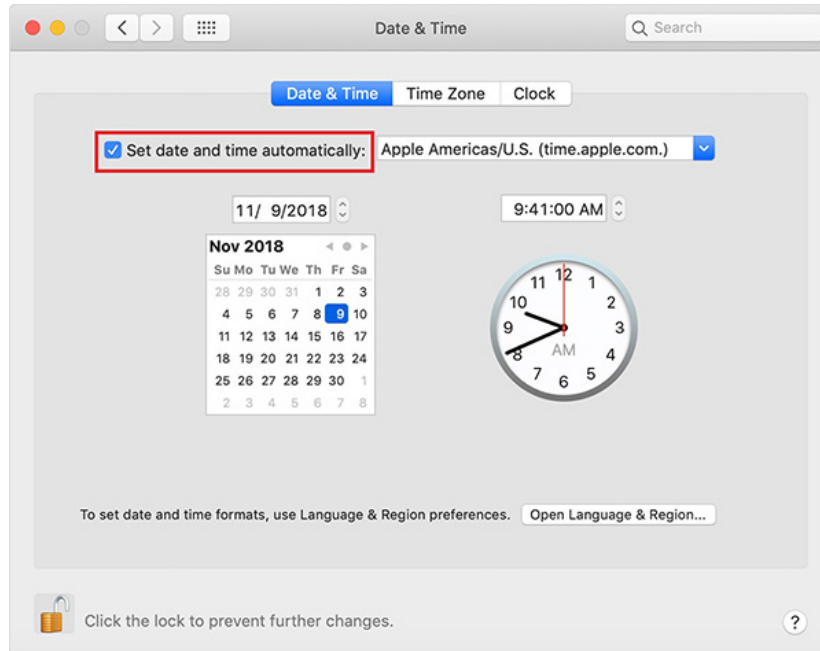 Date & Time
Search
Date & Time Time Zone Clock
Set date and time automatically: Apple Americas/U.S. (time.apple.com.)
11/ 9/2018 9:41:00 AM
Nov 2018
Su Mo Tu We Th Fr Sa
28 29 30 31 1 2 3
4 5 6 7 8 9 10
11 12 13 14 15 16 17
18 19 20 21 22 23 24
25 26 27 28 29 30 1
2 3 4 5 6 7 8
12 1 2 3 4 5 6 7 8 9 10 11
AM
To set date and time formats, use Language & Region preferences. Open Language & Region...
Click the lock to prevent further changes. ?